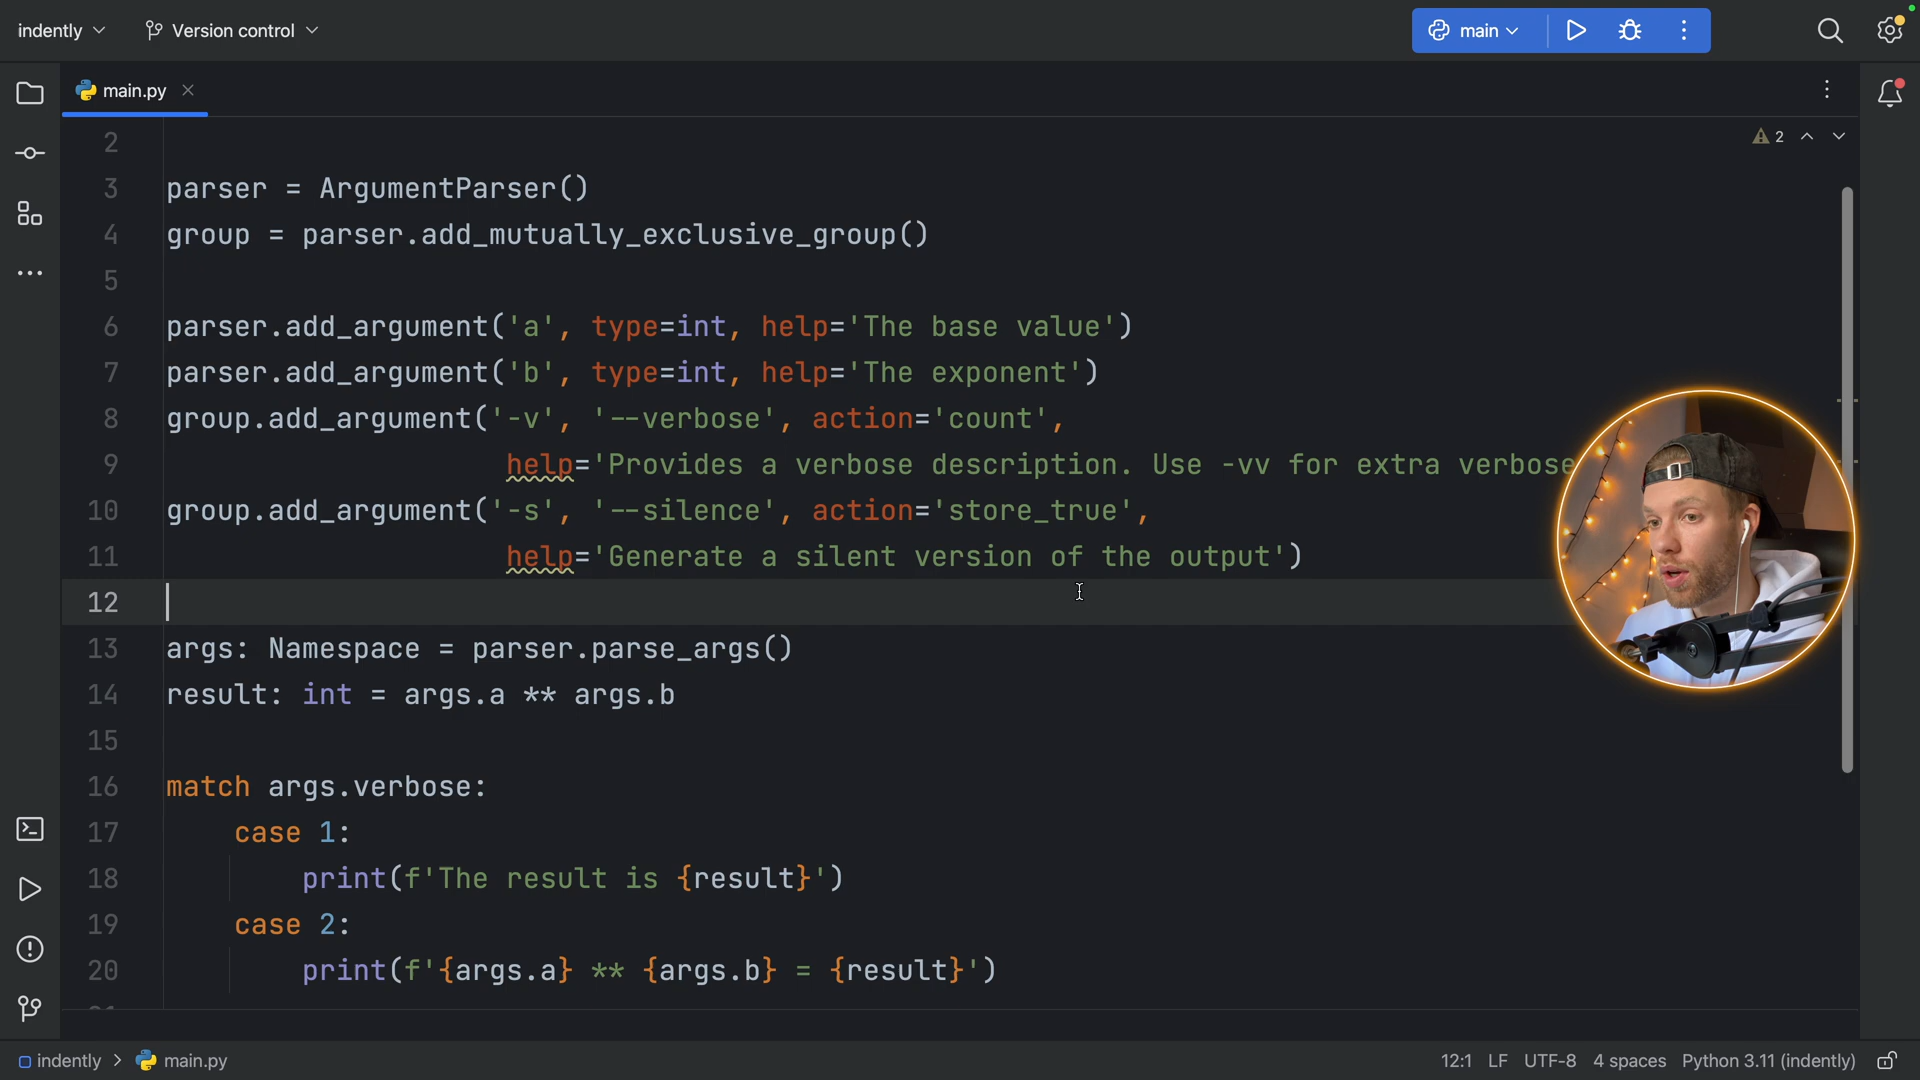 indently
Version control
main
main.py
2
2
3 parser = ArgumentParser()
4 group = parser.add_mutually_exclusive_group()
5
6 parser.add_argument('a', type=int, help='The base value')
7 parser.add_argument('b', type=int, help='The exponent')
8 group.add_argument('-v', '--verbose', action='count',
9 help='Provides a verbose description. Use -vv for extra verbose
10 group.add_argument('-s', '--silence', action='store_true',
11 help='Generate a silent version of the output')
12
13 args: Namespace = parser.parse_args()
14 result: int = args.a ** args.b
15
16 match args.verbose:
17 case 1:
18 print(f'The result is {result}')
19 case 2:
20 print(f'{args.a} ** {args.b} = {result}')
indently > main.py
12:1 LF UTF-8 4 spaces Python 3.11 (indently)